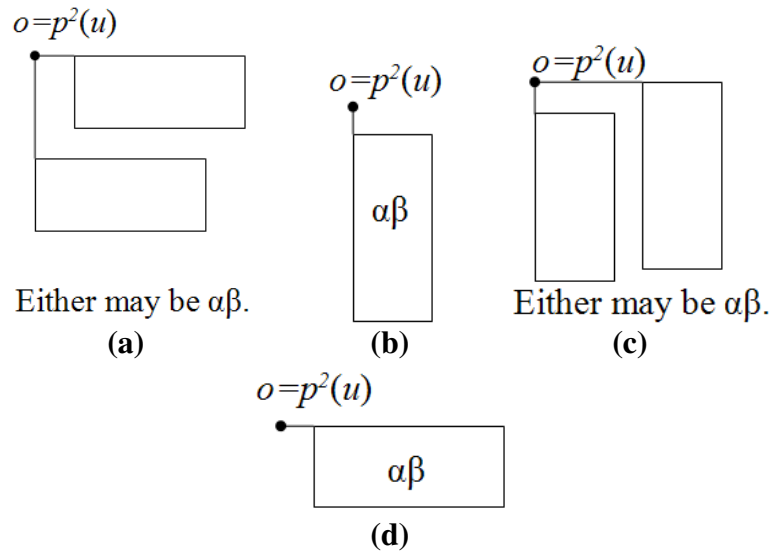 o=p²(u)
o=p²(u)
o=p²(u)
αβ
Either may be αβ.
Either may be αβ.
(a)
(b)
(c)
o=p²(u)
αβ
(d)